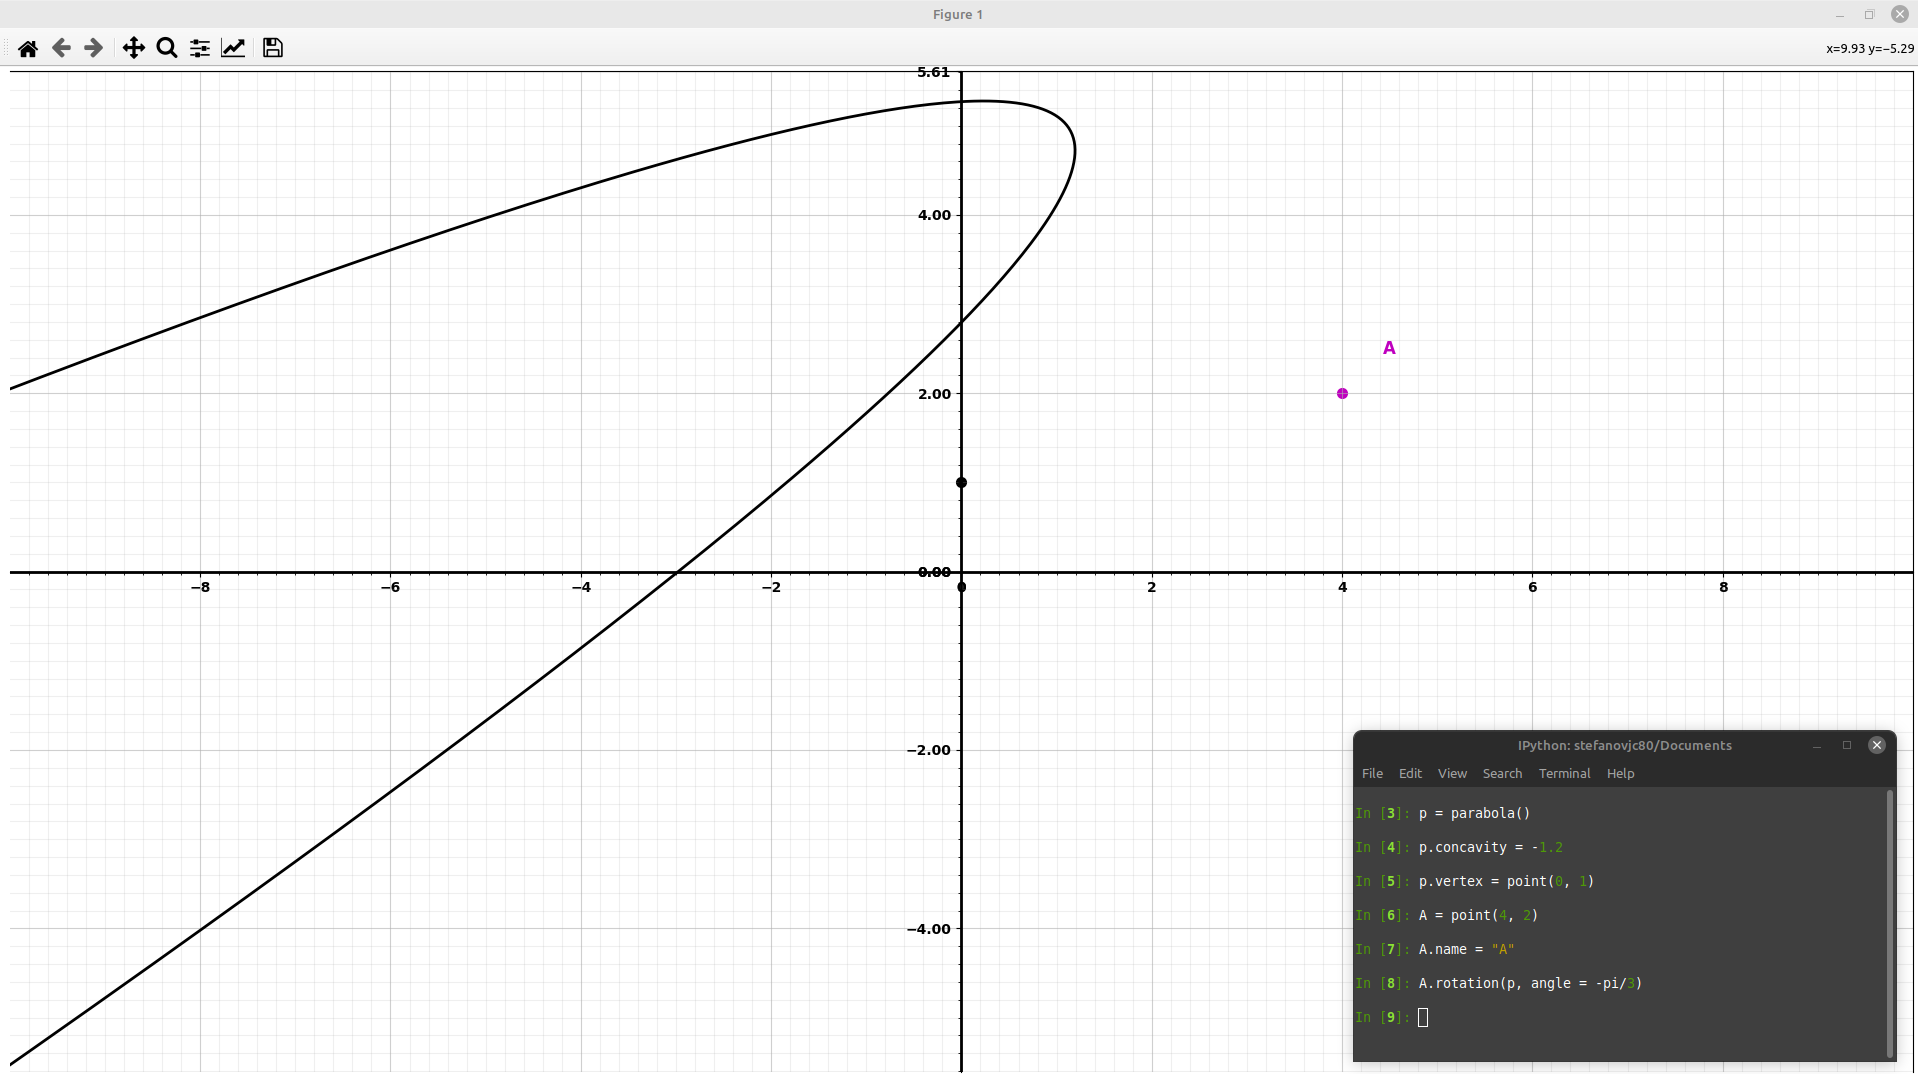 Figure 1
x=9.93 y=−5.29
5.61
4.00
A
2.00
0.00
−8 −6 −4 −2 0 2 4 6 8
−2.00
−4.00
IPython: stefanovjc80/Documents
File Edit View Search Terminal Help
In [3]: p = parabola()
In [4]: p.concavity = -1.2
In [5]: p.vertex = point(0, 1)
In [6]: A = point(4, 2)
In [7]: A.name = "A"
In [8]: A.rotation(p, angle = -pi/3)
In [9]: